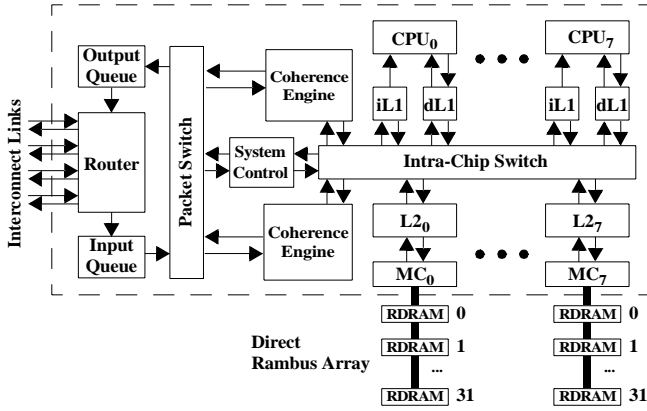 Output
Queue
Router
Input
Queue
Interconnect Links
Packet Switch
Coherence
Engine
System
Control
Coherence
Engine
CPU0
CPU7
iL1
dL1
iL1
dL1
Intra-Chip Switch
L20
L27
MC0
MC7
Direct
Rambus Array
RDRAM 0
RDRAM 1
...
RDRAM 31
RDRAM 0
RDRAM 1
...
RDRAM 31